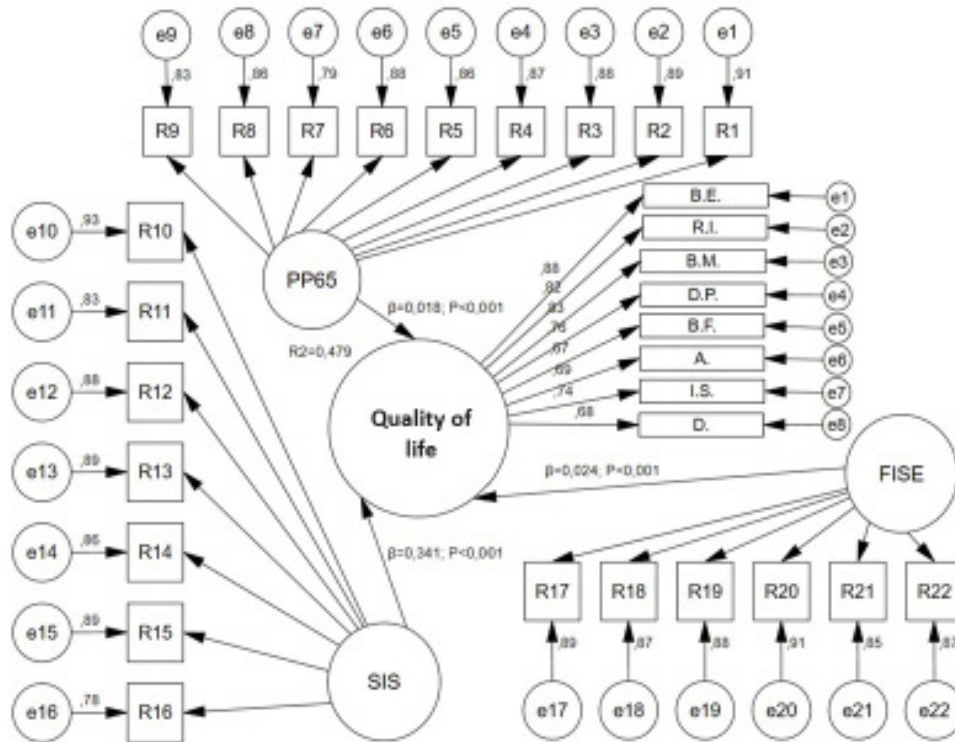 e9 e8 e7 e6 e5 e4 e3 e2 e1
,83 ,86 ,79 ,88 ,86 ,87 ,88 ,89 ,91
R9 R8 R7 R6 R5 R4 R3 R2 R1
B.E. e1
R.I. e2
B.M. e3
D.P. e4
B.F. e5
A. e6
I.S. e7
D. e8
,88
,82
,83
,76
,67
,69
,74
,68
PP65
β=0,018; P<0,001
R2=0,479
Quality of
life
e10 ,93 R10
e11 ,83 R11
e12 ,88 R12
e13 ,89 R13
e14 ,86 R14
e15 ,89 R15
e16 ,78 R16
β=0,024; P<0,001
FISE
β=0,341; P<0,001
SIS
R17 R18 R19 R20 R21 R22
,89 ,87 ,88 ,91 ,85 ,87
e17 e18 e19 e20 e21 e22